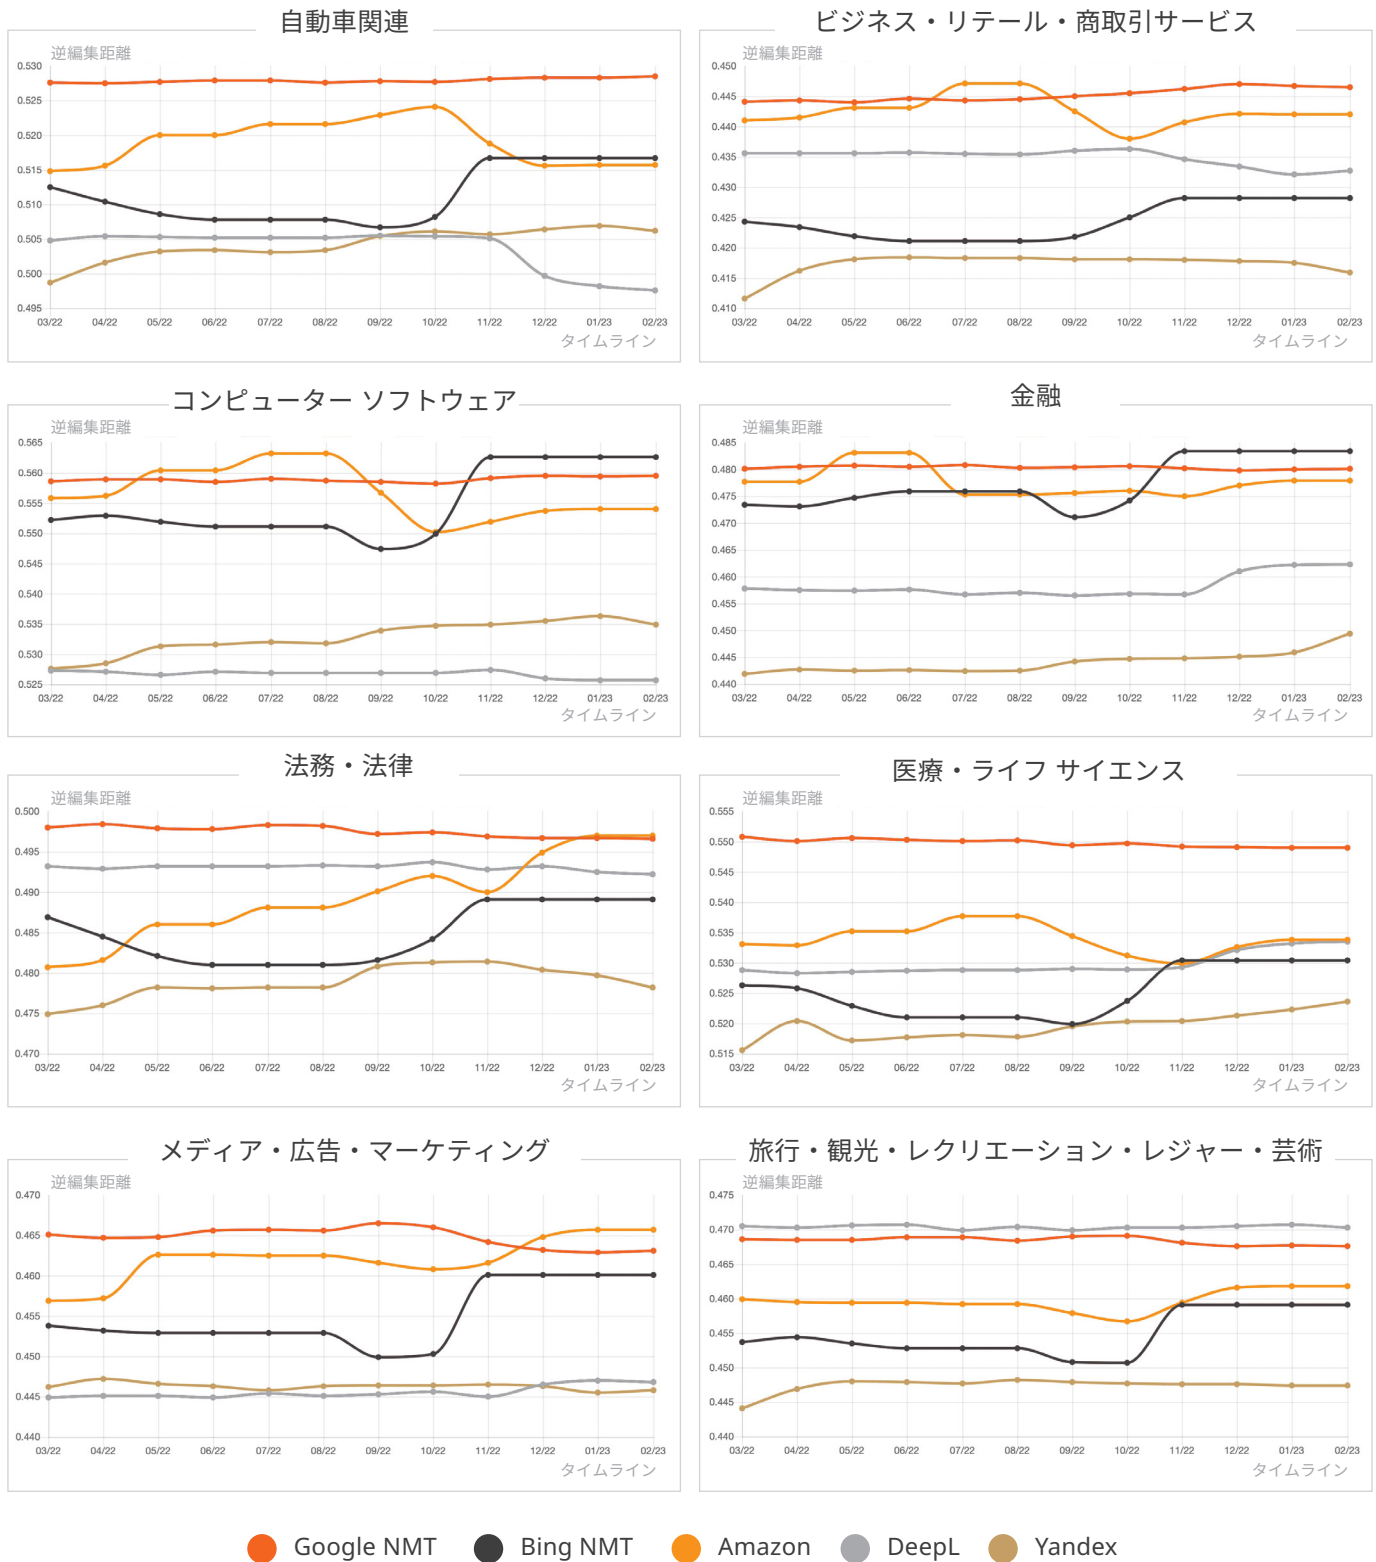 自動車関連
逆編集距離
0.530
0.525
0.520
0.515
0.510
0.505
0.500
0.495
03/22 04/22 05/22 06/22 07/22 08/22 09/22 10/22 11/22 12/22 01/23 02/23
タイムライン
ビジネス・リテール・商取引サービス
逆編集距離
0.450
0.445
0.440
0.435
0.430
0.425
0.420
0.415
0.410
03/22 04/22 05/22 06/22 07/22 08/22 09/22 10/22 11/22 12/22 01/23 02/23
タイムライン
コンピューター ソフトウェア
逆編集距離
0.565
0.560
0.555
0.550
0.545
0.540
0.535
0.530
0.525
03/22 04/22 05/22 06/22 07/22 08/22 09/22 10/22 11/22 12/22 01/23 02/23
タイムライン
金融
逆編集距離
0.485
0.480
0.475
0.470
0.465
0.460
0.455
0.450
0.445
0.440
03/22 04/22 05/22 06/22 07/22 08/22 09/22 10/22 11/22 12/22 01/23 02/23
タイムライン
法務・法律
逆編集距離
0.500
0.495
0.490
0.485
0.480
0.475
0.470
03/22 04/22 05/22 06/22 07/22 08/22 09/22 10/22 11/22 12/22 01/23 02/23
タイムライン
医療・ライフ サイエンス
逆編集距離
0.555
0.550
0.545
0.540
0.535
0.530
0.525
0.520
0.515
03/22 04/22 05/22 06/22 07/22 08/22 09/22 10/22 11/22 12/22 01/23 02/23
タイムライン
メディア・広告・マーケティング
逆編集距離
0.470
0.465
0.460
0.455
0.450
0.445
0.440
03/22 04/22 05/22 06/22 07/22 08/22 09/22 10/22 11/22 12/22 01/23 02/23
タイムライン
旅行・観光・レクリエーション・レジャー・芸術
逆編集距離
0.475
0.470
0.465
0.460
0.455
0.450
0.445
0.440
03/22 04/22 05/22 06/22 07/22 08/22 09/22 10/22 11/22 12/22 01/23 02/23
タイムライン
Google NMT Bing NMT Amazon DeepL Yandex